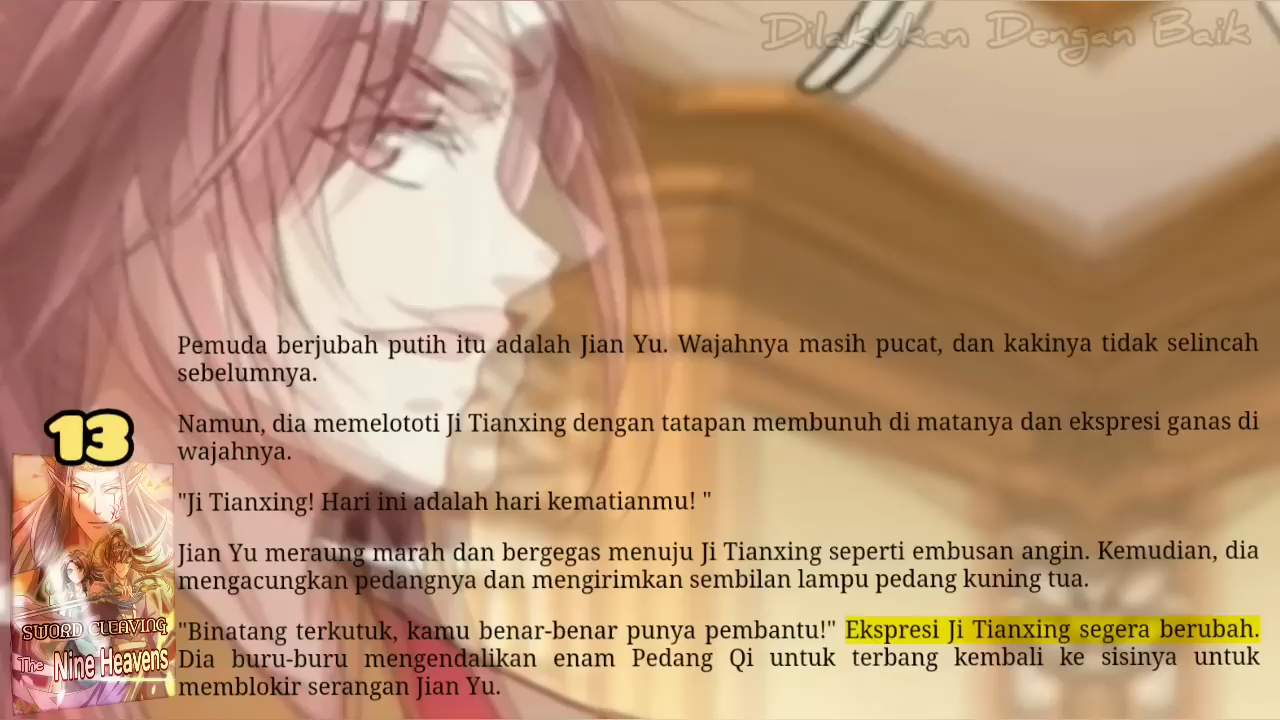 Dilakukan Dengan Baik
Pemuda berjubah putih itu adalah Jian Yu. Wajahnya masih pucat, dan kakinya tidak selincah
sebelumnya.
Namun, dia memelototi Ji Tianxing dengan tatapan membunuh di matanya dan ekspresi ganas di
wajahnya.
"Ji Tianxing! Hari ini adalah hari kematianmu! "
Jian Yu meraung marah dan bergegas menuju Ji Tianxing seperti embusan angin. Kemudian, dia
mengacungkan pedangnya dan mengirimkan sembilan lampu pedang kuning tua.
"Binatang terkutuk, kamu benar-benar punya pembantu!" Ekspresi Ji Tianxing segera berubah.
Dia buru-buru mengendalikan enam Pedang Qi untuk terbang kembali ke sisinya untuk
memblokir serangan Jian Yu.
13
SWORD CLEAVING
The Nine Heavens